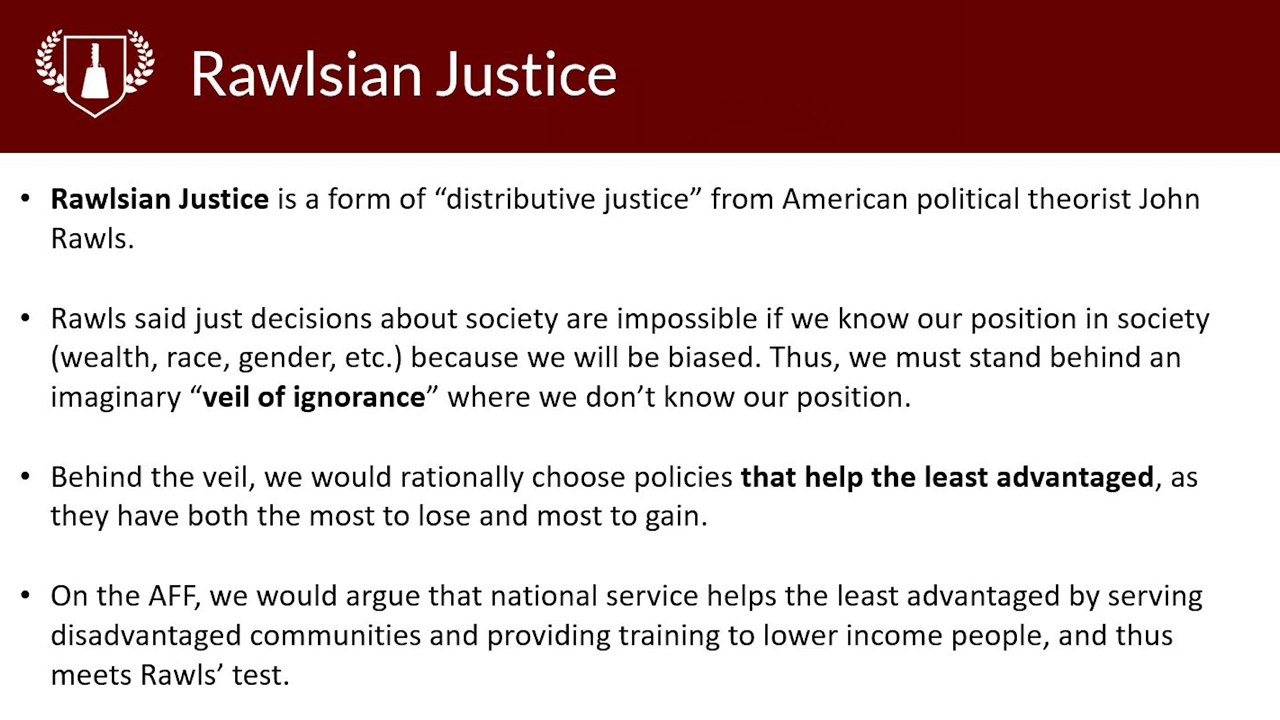 Rawlsian Justice
• Rawlsian Justice is a form of “distributive justice” from American political theorist John
Rawls.
• Rawls said just decisions about society are impossible if we know our position in society
(wealth, race, gender, etc.) because we will be biased. Thus, we must stand behind an
imaginary “veil of ignorance” where we don’t know our position.
• Behind the veil, we would rationally choose policies that help the least advantaged, as
they have both the most to lose and most to gain.
• On the AFF, we would argue that national service helps the least advantaged by serving
disadvantaged communities and providing training to lower income people, and thus
meets Rawls’ test.